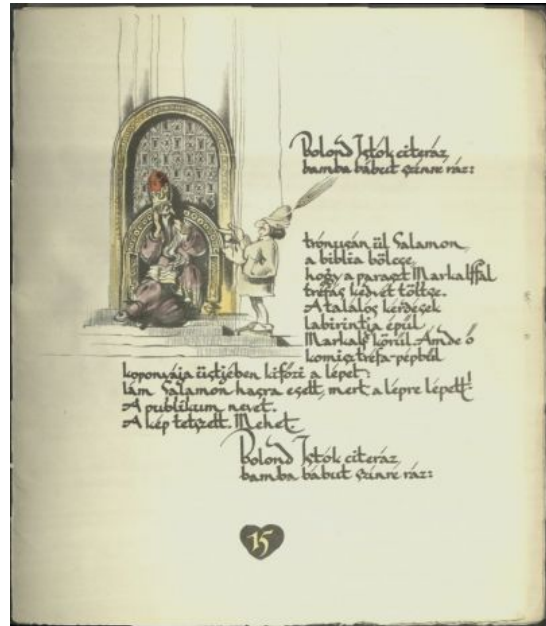 Bolond Istók citeráz,
bamba bábut színre ráz:
trónusán ül Salamon,
a biblia bölcse,
hogy a paraszt Markalffal
tréfás kedvét töltse.
A találós kérdések
labirintja épül
Markalf körül. Ámde ő
komisz tréfa-pépből
koponyája üstjében kifőzi a lépet:
lám Salamon hasra esett, mert a lépre lépett!
A publikum nevet.
A kép tetszett. Mehet.
Bolond Istók citeráz,
bamba bábut színre ráz:
15